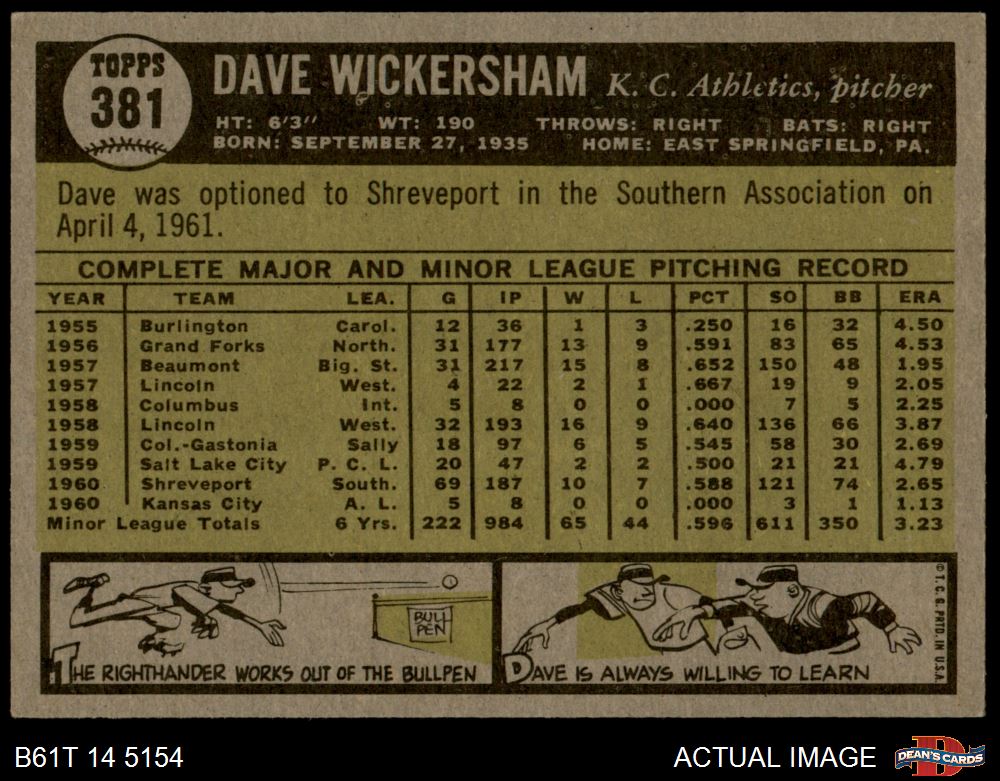 TOPPS
381
DAVE WICKERSHAM K. C. Athletics, pitcher
HT: 6'3" WT: 190 THROWS: RIGHT BATS: RIGHT
BORN: SEPTEMBER 27, 1935 HOME: EAST SPRINGFIELD, PA.
Dave was optioned to Shreveport in the Southern Association on
April 4, 1961.
COMPLETE MAJOR AND MINOR LEAGUE PITCHING RECORD
YEAR TEAM LEA. G IP W L PCT SO BB ERA
1955 Burlington Carol. 12 36 1 3 .250 16 32 4.50
1956 Grand Forks North. 31 177 13 9 .591 83 65 4.53
1957 Beaumont Big. St. 31 217 15 8 .652 150 48 1.95
1957 Lincoln West. 4 22 2 1 .667 19 9 2.05
1958 Columbus Int. 5 8 0 0 .000 7 5 2.25
1958 Lincoln West. 32 193 16 9 .640 136 66 3.87
1959 Col.-Gastonia Sally 18 97 6 5 .545 58 30 2.69
1959 Salt Lake City P. C. L. 20 47 2 2 .500 21 21 4.79
1960 Shreveport South. 69 187 10 7 .588 121 74 2.65
1960 Kansas City A. L. 5 8 0 0 .000 3 1 1.13
Minor League Totals 6 Yrs. 222 984 65 44 .596 611 350 3.23
BULL
PEN
THE RIGHTHANDER WORKS OUT OF THE BULLPEN
DAVE IS ALWAYS WILLING TO LEARN
© T. C. G. PRTD. IN U.S.A.
B61T 14 5154
ACTUAL IMAGE
D
DEAN'S CARDS